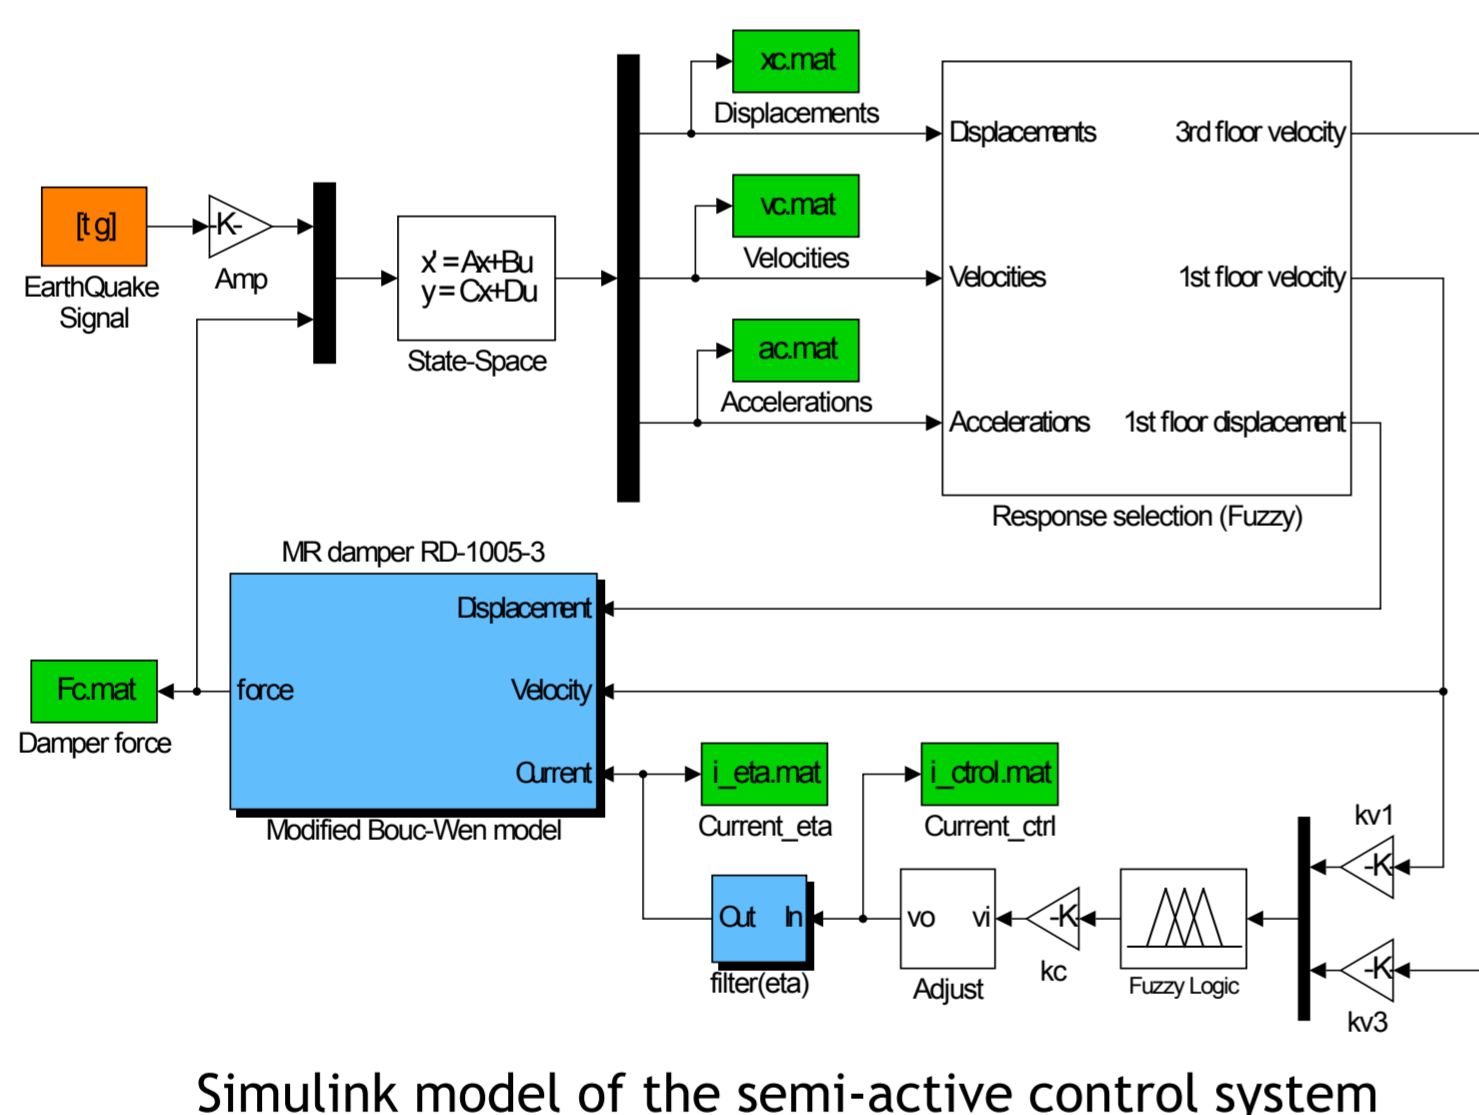 xc.mat
Displacements
Displacements
3rd floor velocity
[t g]
-K-
EarthQuake
Signal
Amp
x' = Ax+Bu
y = Cx+Du
State-Space
vc.mat
Velocities
Velocities
1st floor velocity
ac.mat
Accelerations
Accelerations
1st floor displacement
Response selection (Fuzzy)
MR damper RD-1005-3
Displacement
Fc.mat
force
Velocity
Damper force
Current
Modified Bouc-Wen model
i_eta.mat
Current_eta
i_ctrol.mat
Current_ctrl
kv1
-K
Out
In
filter(eta)
vo
vi
Adjust
-K
kc
Fuzzy Logic
-K
kv3
Simulink model of the semi-active control system